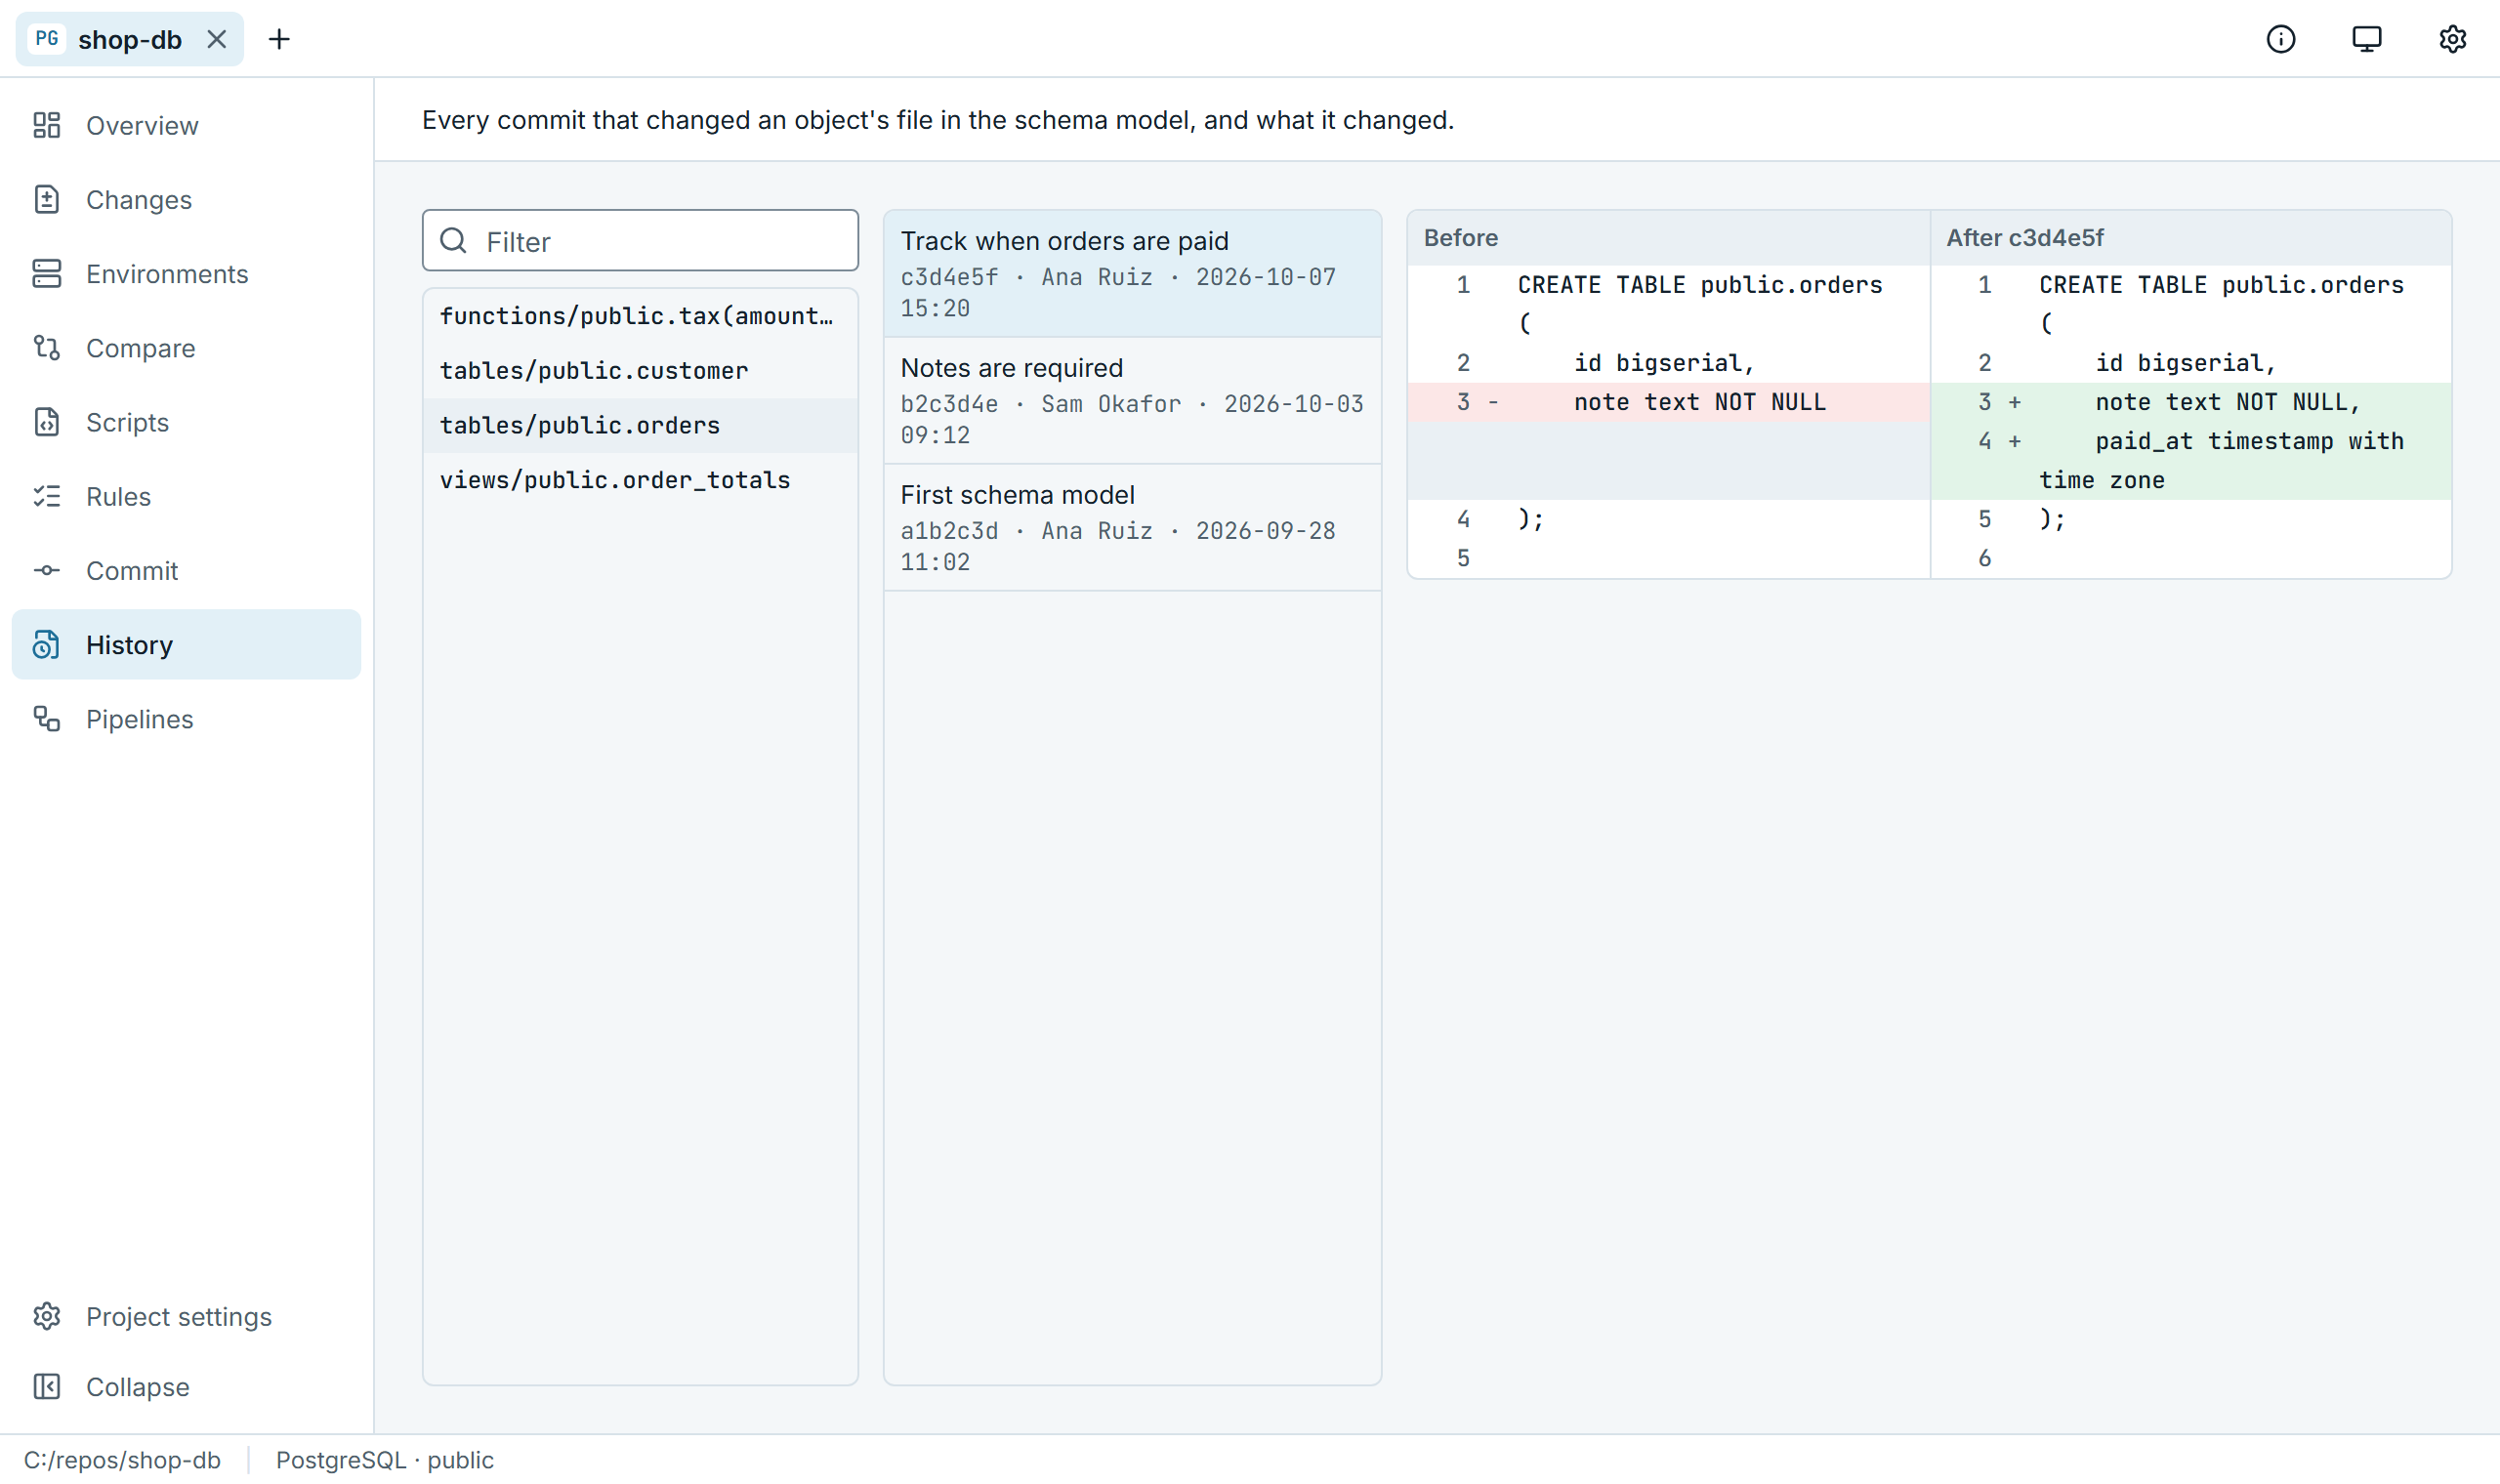 PG shop-db
Overview
Changes
Environments
Compare
Scripts
Rules
Commit
History
Pipelines
Project settings
Collapse
Every commit that changed an object's file in the schema model, and what it changed.
Filter
functions/public.tax(amount…
tables/public.customer
tables/public.orders
views/public.order_totals
Track when orders are paid
c3d4e5f · Ana Ruiz · 2026-10-07
15:20
Notes are required
b2c3d4e · Sam Okafor · 2026-10-03
09:12
First schema model
a1b2c3d · Ana Ruiz · 2026-09-28
11:02
Before
1 CREATE TABLE public.orders
(
2 id bigserial,
3 - note text NOT NULL
4 );
5
After c3d4e5f
1 CREATE TABLE public.orders
(
2 id bigserial,
3 + note text NOT NULL,
4 + paid_at timestamp with
time zone
5 );
6
C:/repos/shop-db
PostgreSQL · public